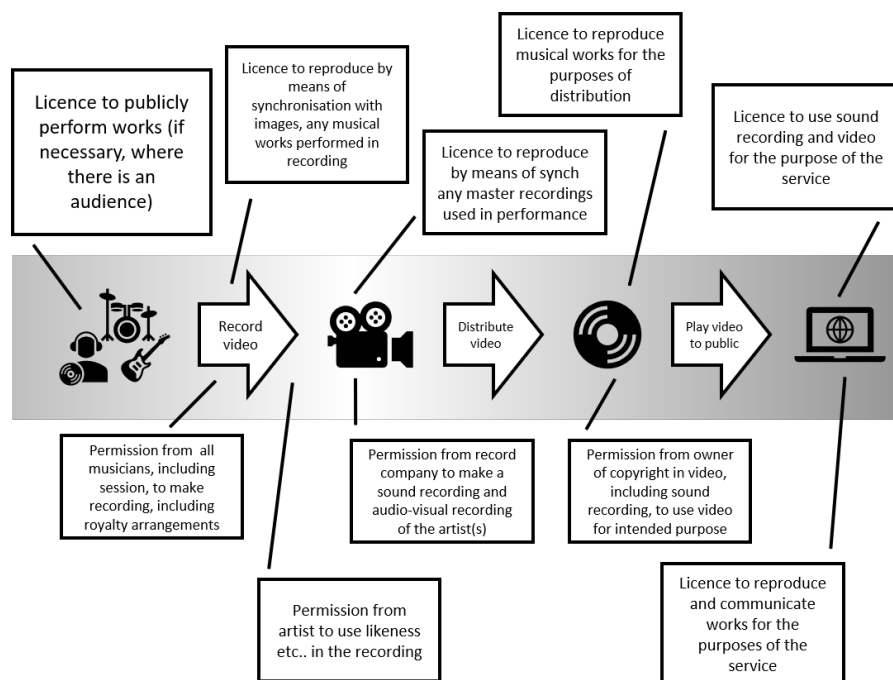 Licence to publicly
perform works (if
necessary, where
there is an
audience)
Licence to reproduce by
means of
synchronisation with
images, any musical
works performed in
recording
Licence to reproduce
by means of synch
any master recordings
used in performance
Licence to reproduce
musical works for the
purposes of
distribution
Licence to use sound
recording and video
for the purpose of the
service
Record
video
Distribute
video
Play video
to public
Permission from all
musicians, including
session, to make
recording, including
royalty arrangements
Permission from
artist to use likeness
etc.. in the recording
Permission from record
company to make a
sound recording and
audio-visual recording
of the artist(s)
Permission from owner
of copyright in video,
including sound
recording, to use video
for intended purpose
Licence to reproduce
and communicate
works for the
purposes of the
service